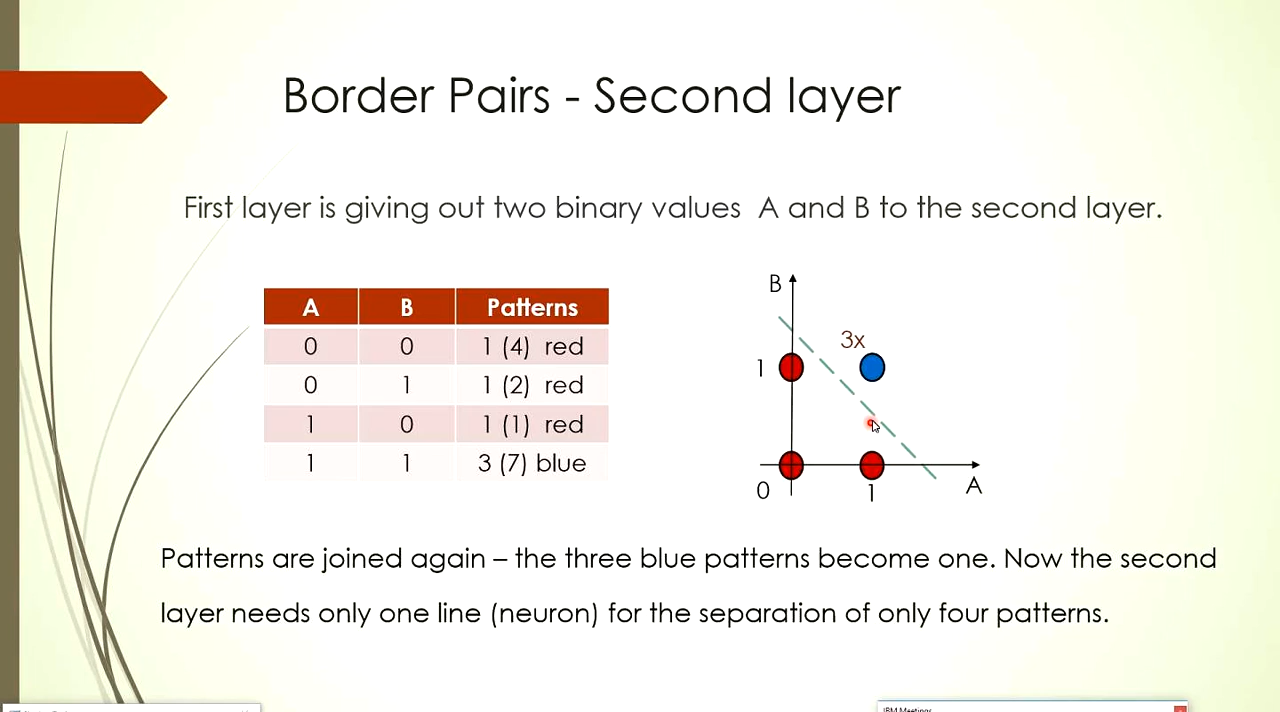 Border Pairs - Second layer
First layer is giving out two binary values A and B to the second layer.
A B Patterns
0 0 1 (4) red
0 1 1 (2) red
1 0 1 (1) red
1 1 3 (7) blue
B
3x
1
0
1
A
Patterns are joined again – the three blue patterns become one. Now the second
layer needs only one line (neuron) for the separation of only four patterns.
IBM Meetings